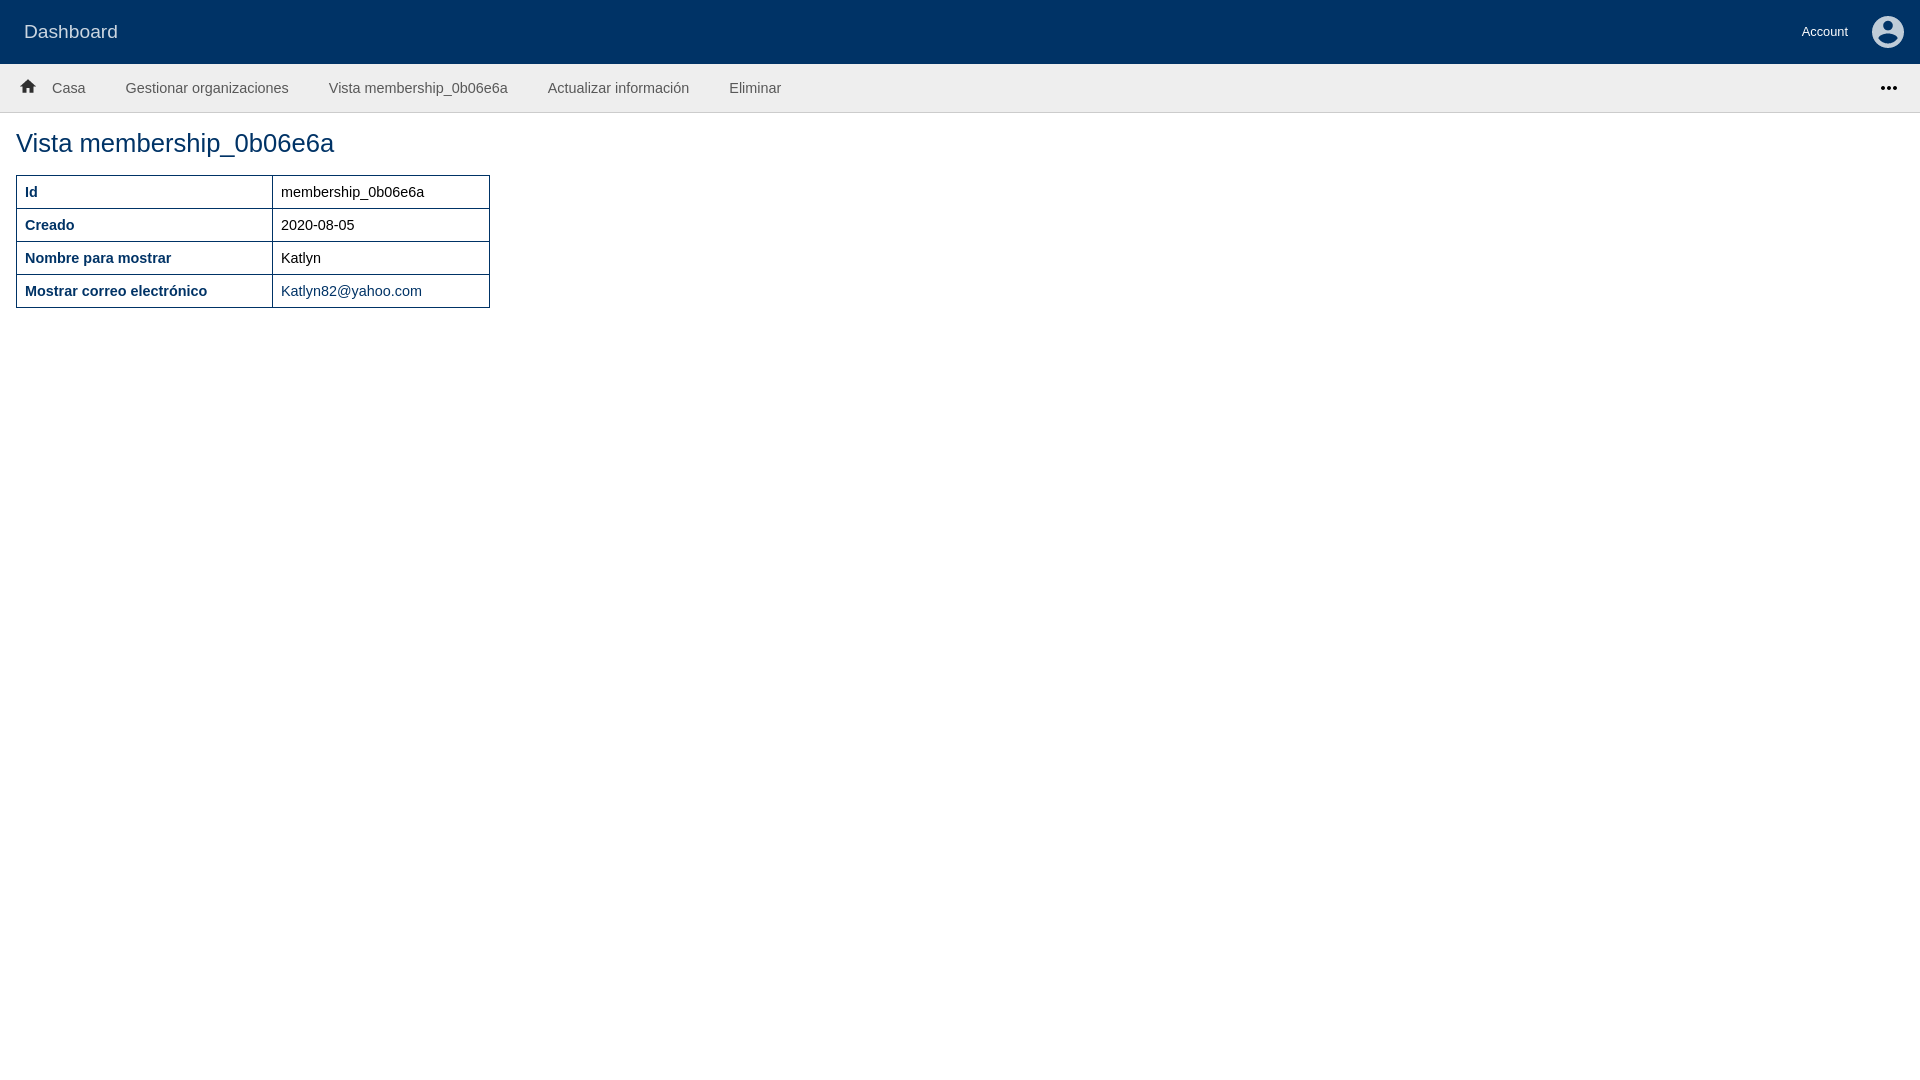 Dashboard
Account
Casa
Gestionar organizaciones
Vista membership_0b06e6a
Actualizar información
Eliminar
Vista membership_0b06e6a
Id membership_0b06e6a
Creado 2020-08-05
Nombre para mostrar Katlyn
Mostrar correo electrónico Katlyn82@yahoo.com